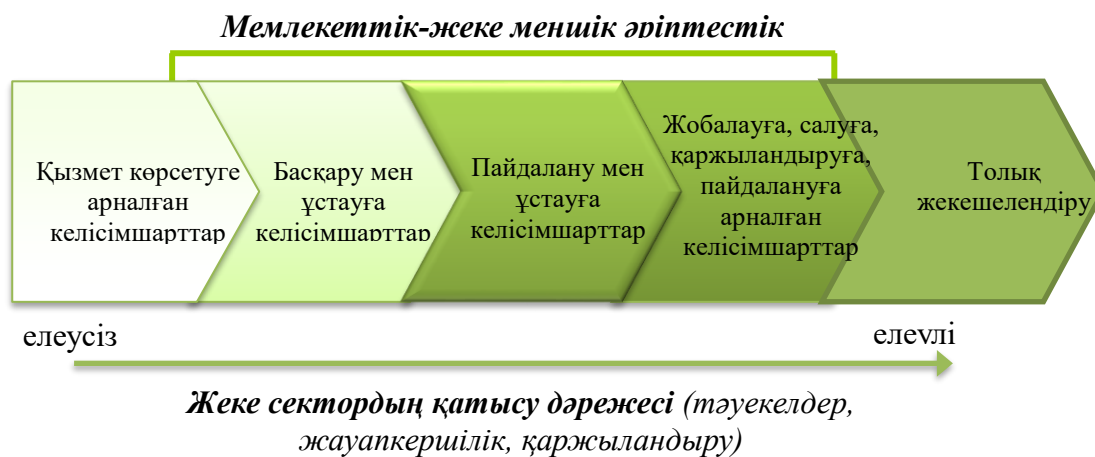 Мемлекеттік-жеке меншік әріптестік
Қызмет көрсетуге
арналған
келісімшарттар
Басқару мен
ұстауға
келісімшарттар
Пайдалану мен
ұстауға
келісімшарттар
Жобалауға, салуға,
қаржыландыруға,
пайдалануға
арналған
келісімшарттар
Толық
жекешелендіру
елеусіз
елеулі
Жеке сектордың қатысу дәрежесі (тәуекелдер,
жауапкершілік, қаржыландыру)